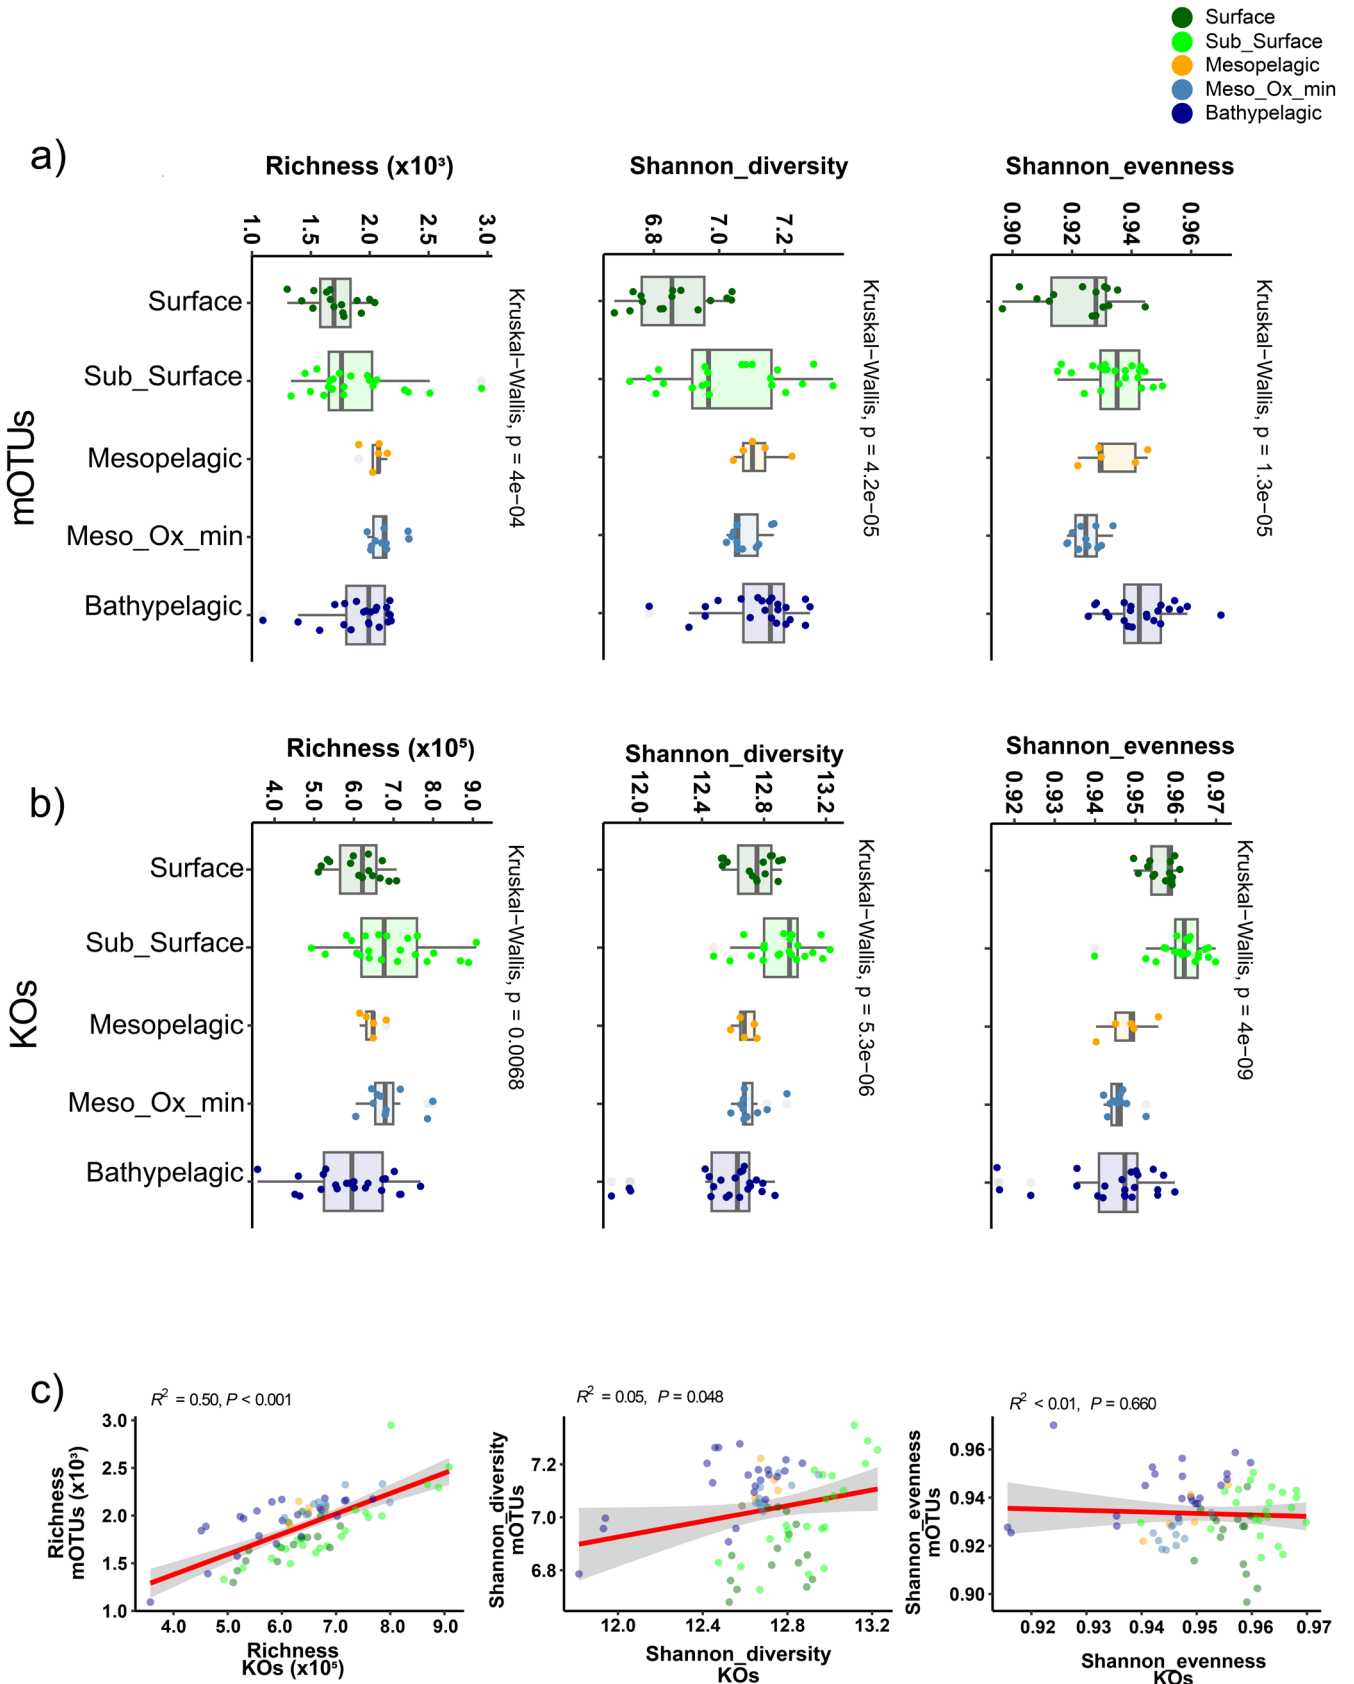 Surface
Sub_Surface
Mesopelagic
Meso_Ox_min
Bathypelagic
a)
Richness (x10³)
Shannon_diversity
Shannon_evenness
1.0 1.5 2.0 2.5 3.0
6.8 7.0 7.2
0.90 0.92 0.94 0.96
mOTUs
Surface
Sub_Surface
Mesopelagic
Meso_Ox_min
Bathypelagic
Kruskal−Wallis, p = 4e−04
Kruskal−Wallis, p = 4.2e−05
Kruskal−Wallis, p = 1.3e−05
b)
Richness (x10⁵)
Shannon_diversity
Shannon_evenness
4.0 5.0 6.0 7.0 8.0 9.0
12.0 12.4 12.8 13.2
0.92 0.93 0.94 0.95 0.96 0.97
KOs
Surface
Sub_Surface
Mesopelagic
Meso_Ox_min
Bathypelagic
Kruskal−Wallis, p = 0.0068
Kruskal−Wallis, p = 5.3e−06
Kruskal−Wallis, p = 4e−09
c)
R² = 0.50, P < 0.001
R² = 0.05, P = 0.048
R² < 0.01, P = 0.660
Richness
mOTUs (x10³)
3.0
2.5
2.0
1.5
1.0
4.0 5.0 6.0 7.0 8.0 9.0
Richness
KOs (x10⁵)
Shannon_diversity
mOTUs
7.2
7.0
6.8
12.0 12.4 12.8 13.2
Shannon_diversity
KOs
Shannon_evenness
mOTUs
0.96
0.94
0.92
0.90
0.92 0.93 0.94 0.95 0.96 0.97
Shannon_evenness
KOs